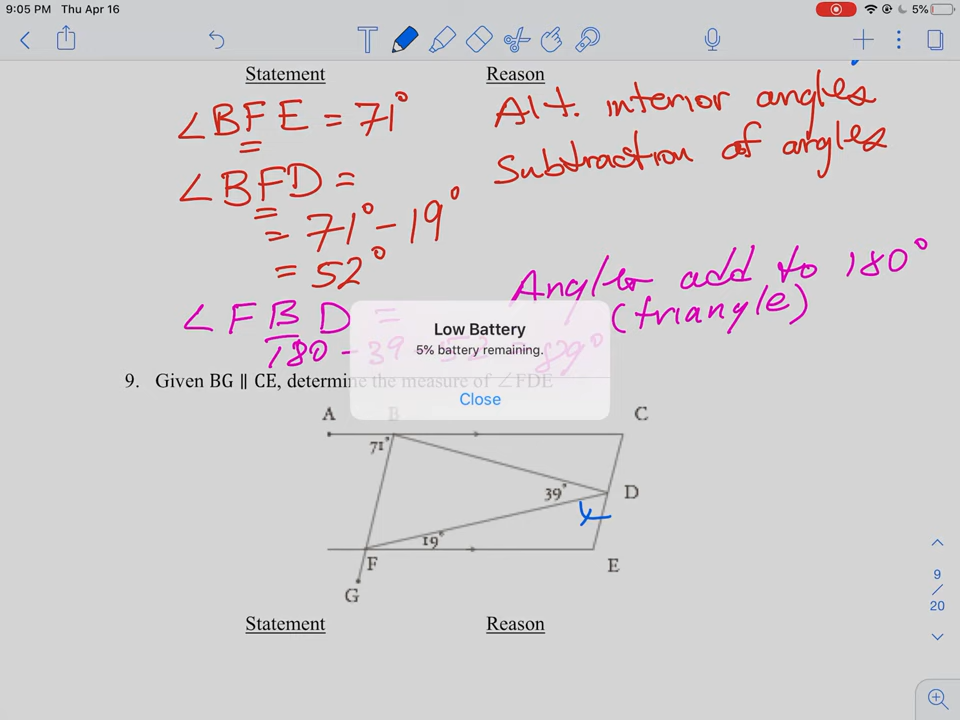 9:05 PM Thu Apr 16 5%
Statement Reason
∠BFE = 71° Alt. interior angles
∠BFD = Subtraction of angles
= 71° - 19°
= 52°
∠FBD = Angles add to 180°
(triangle)
180 - 39 - 52 = 89°
Low Battery
5% battery remaining.
Close
9. Given BG ∥ CE, determine the measure of ∠FDE
A B C
71°
39° D
19°
F E
G
9
/
20
Statement Reason